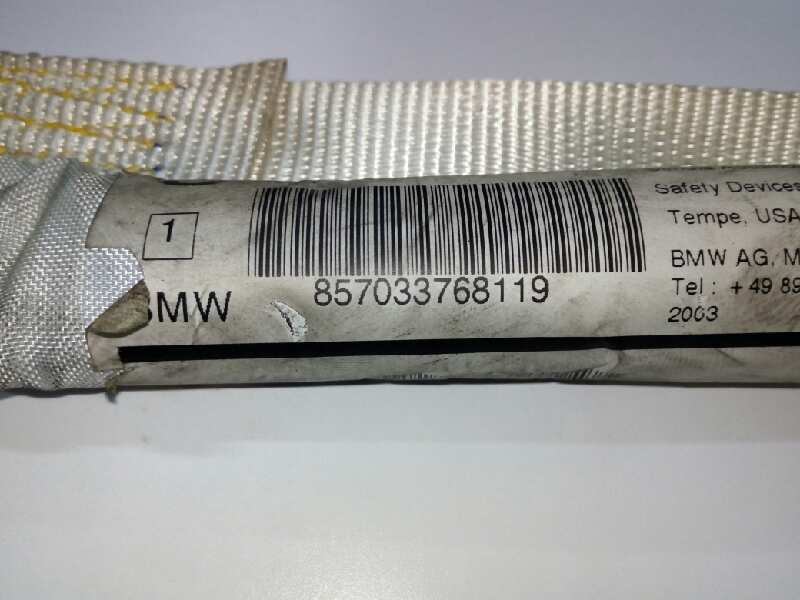 1
BMW
857033768119
Safety Devices
Tempe, USA
BMW AG, M
Tel : + 49 89
2003